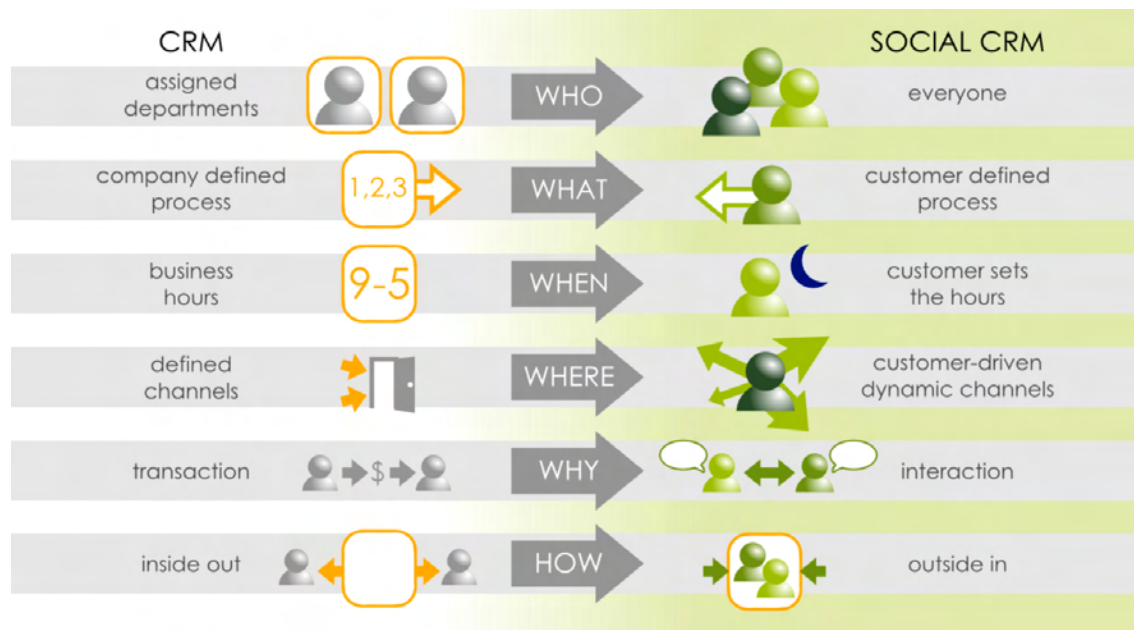 CRM
SOCIAL CRM
assigned
departments
WHO
everyone
company defined
process
1,2,3
WHAT
customer defined
process
business
hours
9-5
WHEN
customer sets
the hours
defined
channels
WHERE
customer-driven
dynamic channels
transaction
$
WHY
interaction
inside out
HOW
outside in